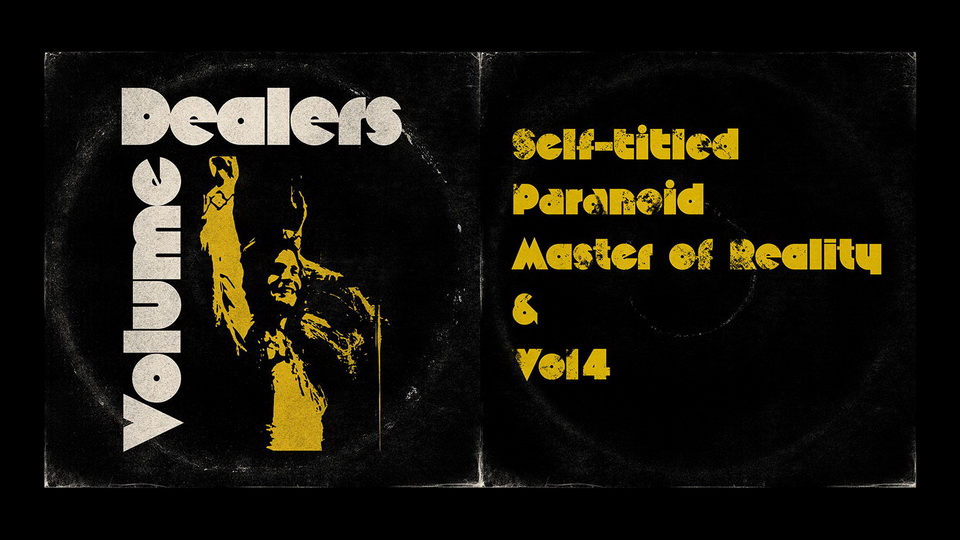 Dealers
Volume
Self-titled
Paranoid
Master of Reality
&
Vol4